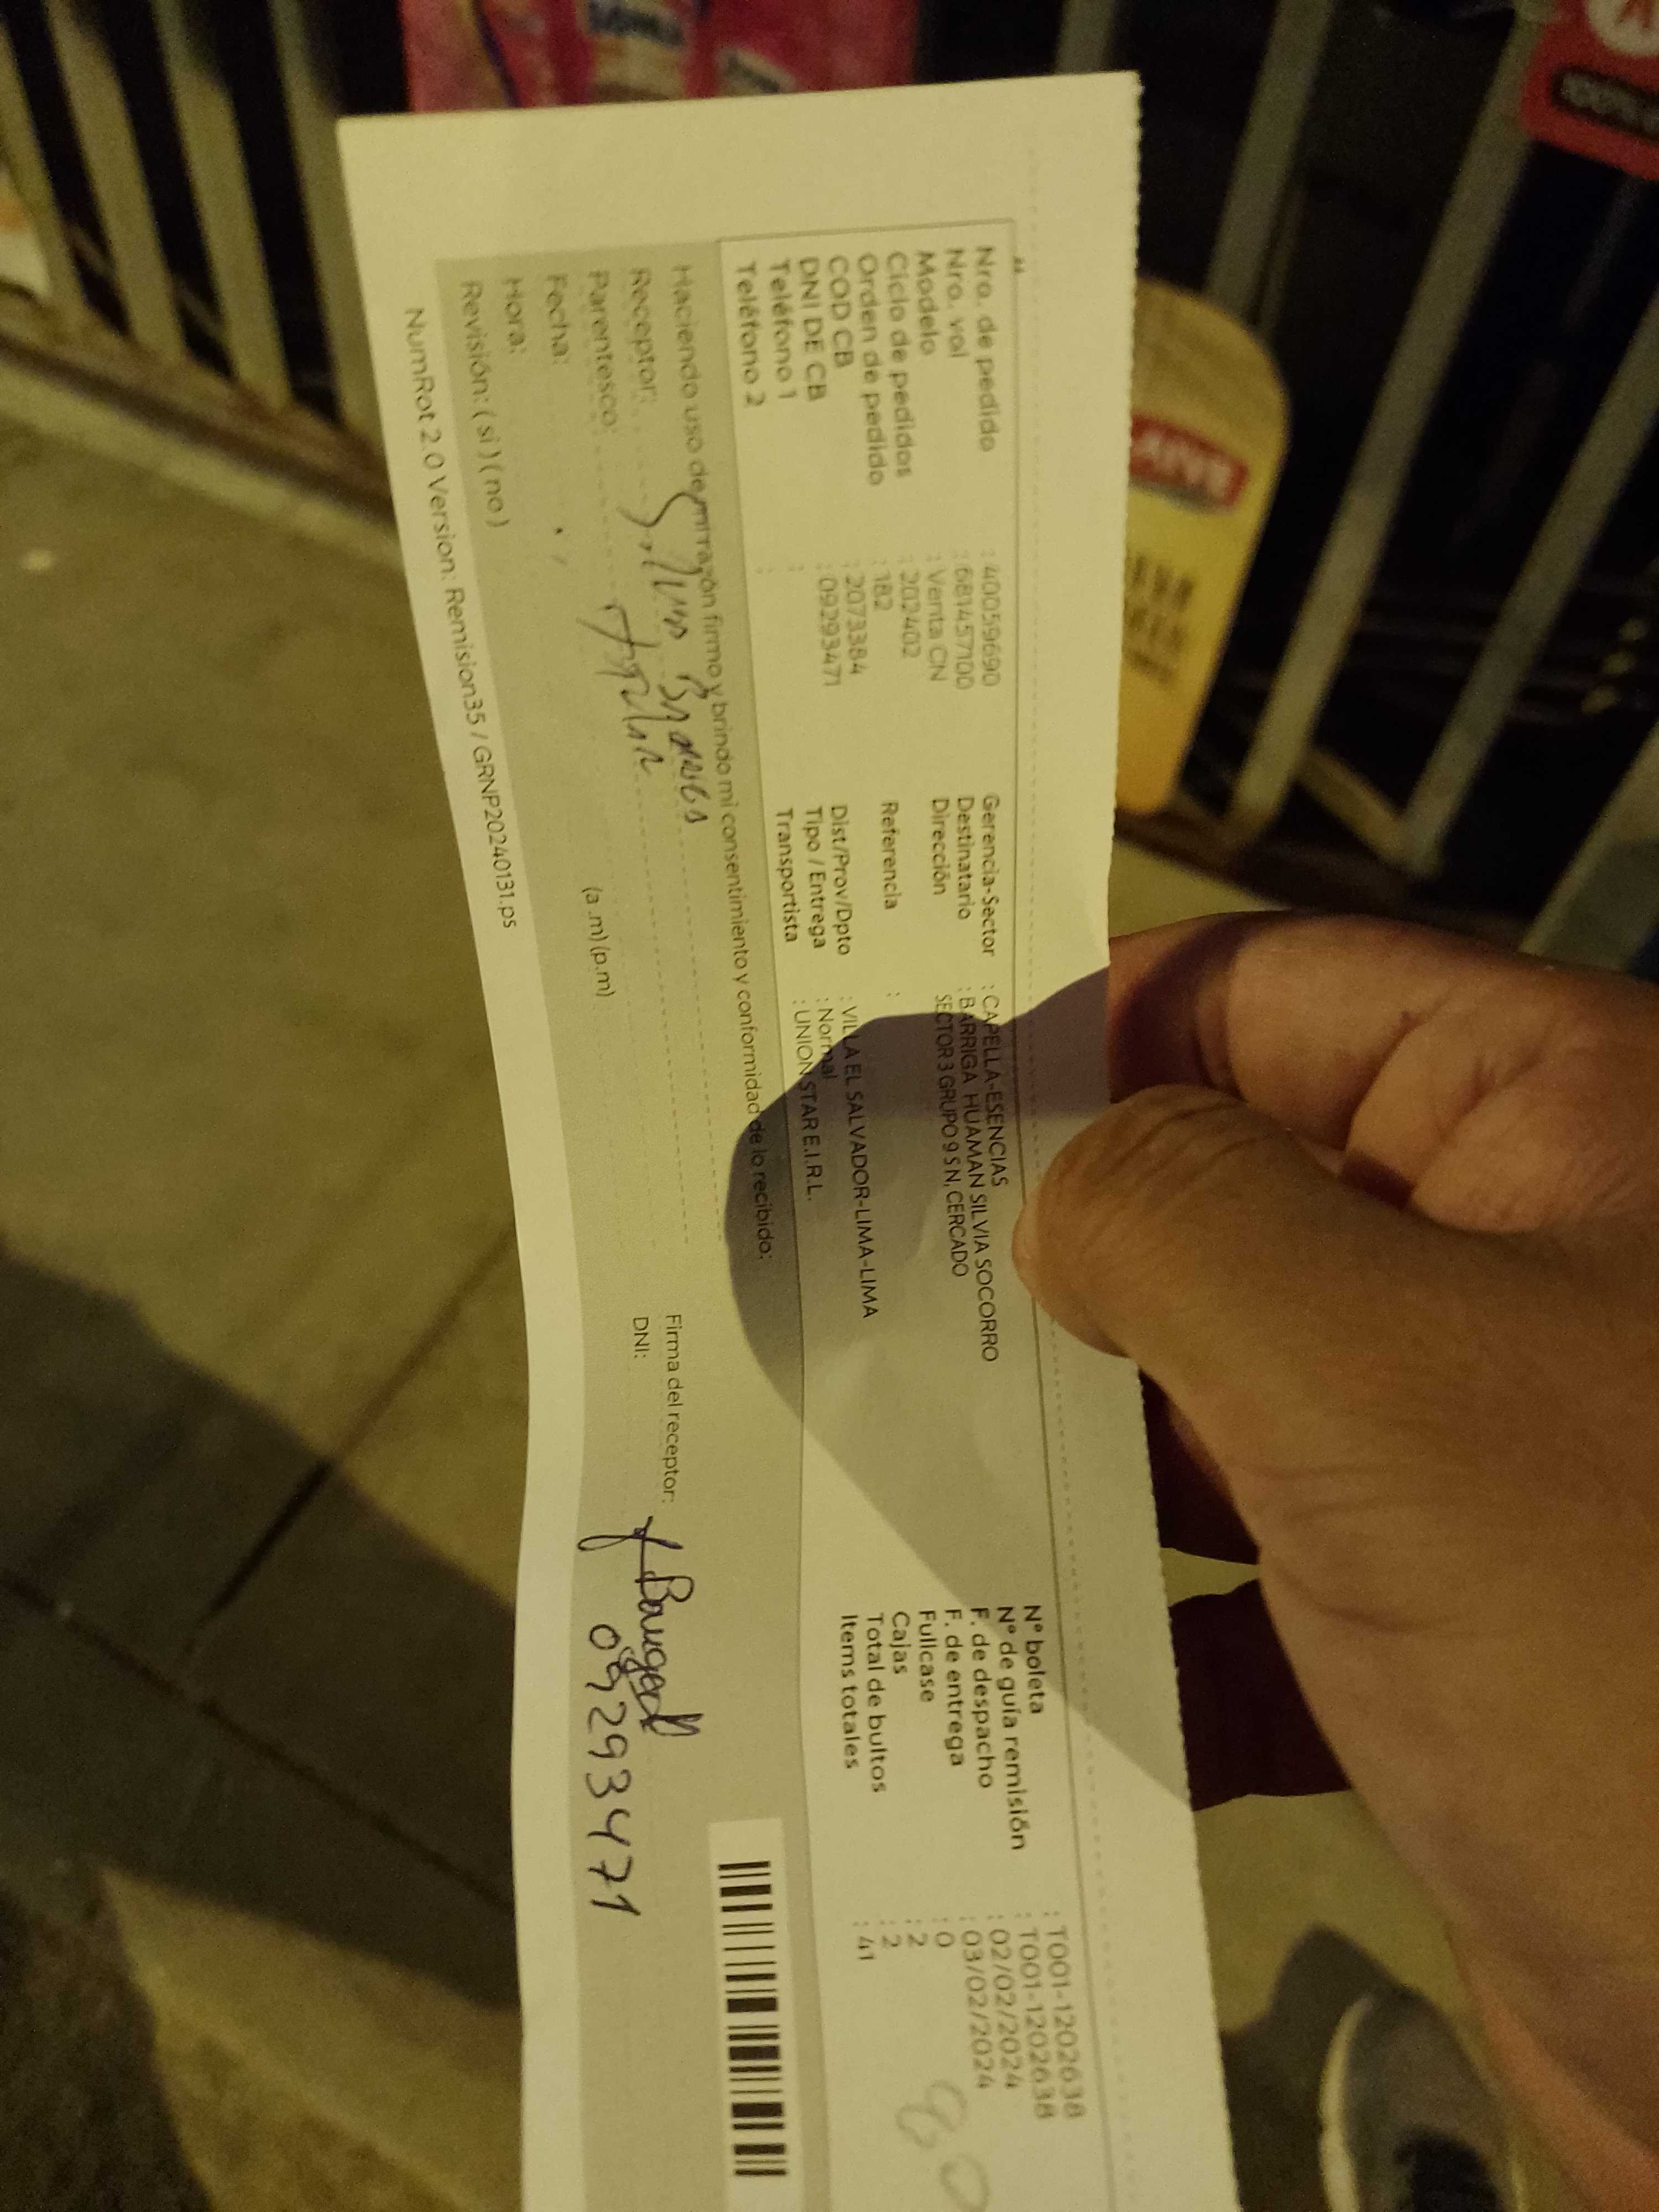 Nro. de pedido : 40059690
Nro. val : 681457100
Modelo : Venta CN
Ciclo de pedidos : 202402
Orden de pedido : 182
COD CB : 2073384
DNI DE CB : 09293471
Teléfono 1 :
Teléfono 2 :
Gerencia-Sector : CAPELLA-ESENCIAS
Destinatario : BARRIGA HUAMAN SILVIA SOCORRO
Dirección SECTOR 3 GRUPO 9 S N, CERCADO
Referencia :
Dist/Prov/Dpto : VILLA EL SALVADOR-LIMA-LIMA
Tipo / Entrega : Normal
Transportista : UNION STAR E.I.R.L.
N° boleta : T001-1202638
N° de guía remisión : T001-1202638
F. de despacho : 02/02/2024
F. de entrega : 03/02/2024
Fullcase : 0
Cajas : 2
Total de bultos : 2
Items totales : 41
80
Haciendo uso de mi razón firmo y brindo mi consentimiento y conformidad de lo recibido:
Receptor:
Parentesco: Titular
Fecha:
Hora: (a .m) (p.m)
Revisión: ( si ) ( no )
Firma del receptor:
DNI: 09293471
NumRot 2.0 Version: Remision35 / GRNP20240131.ps
100%